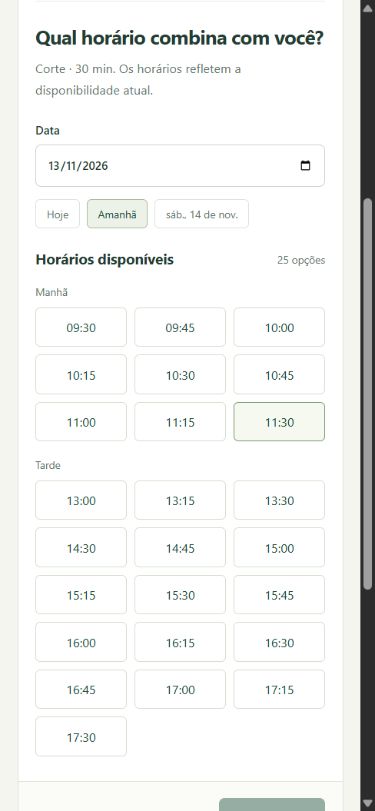 Qual horário combina com você?
Corte · 30 min. Os horários refletem a
disponibilidade atual.
Data
13/11/2026
Hoje Amanhã sáb., 14 de nov.
Horários disponíveis 25 opções
Manhã
09:30 09:45 10:00
10:15 10:30 10:45
11:00 11:15 11:30
Tarde
13:00 13:15 13:30
14:30 14:45 15:00
15:15 15:30 15:45
16:00 16:15 16:30
16:45 17:00 17:15
17:30